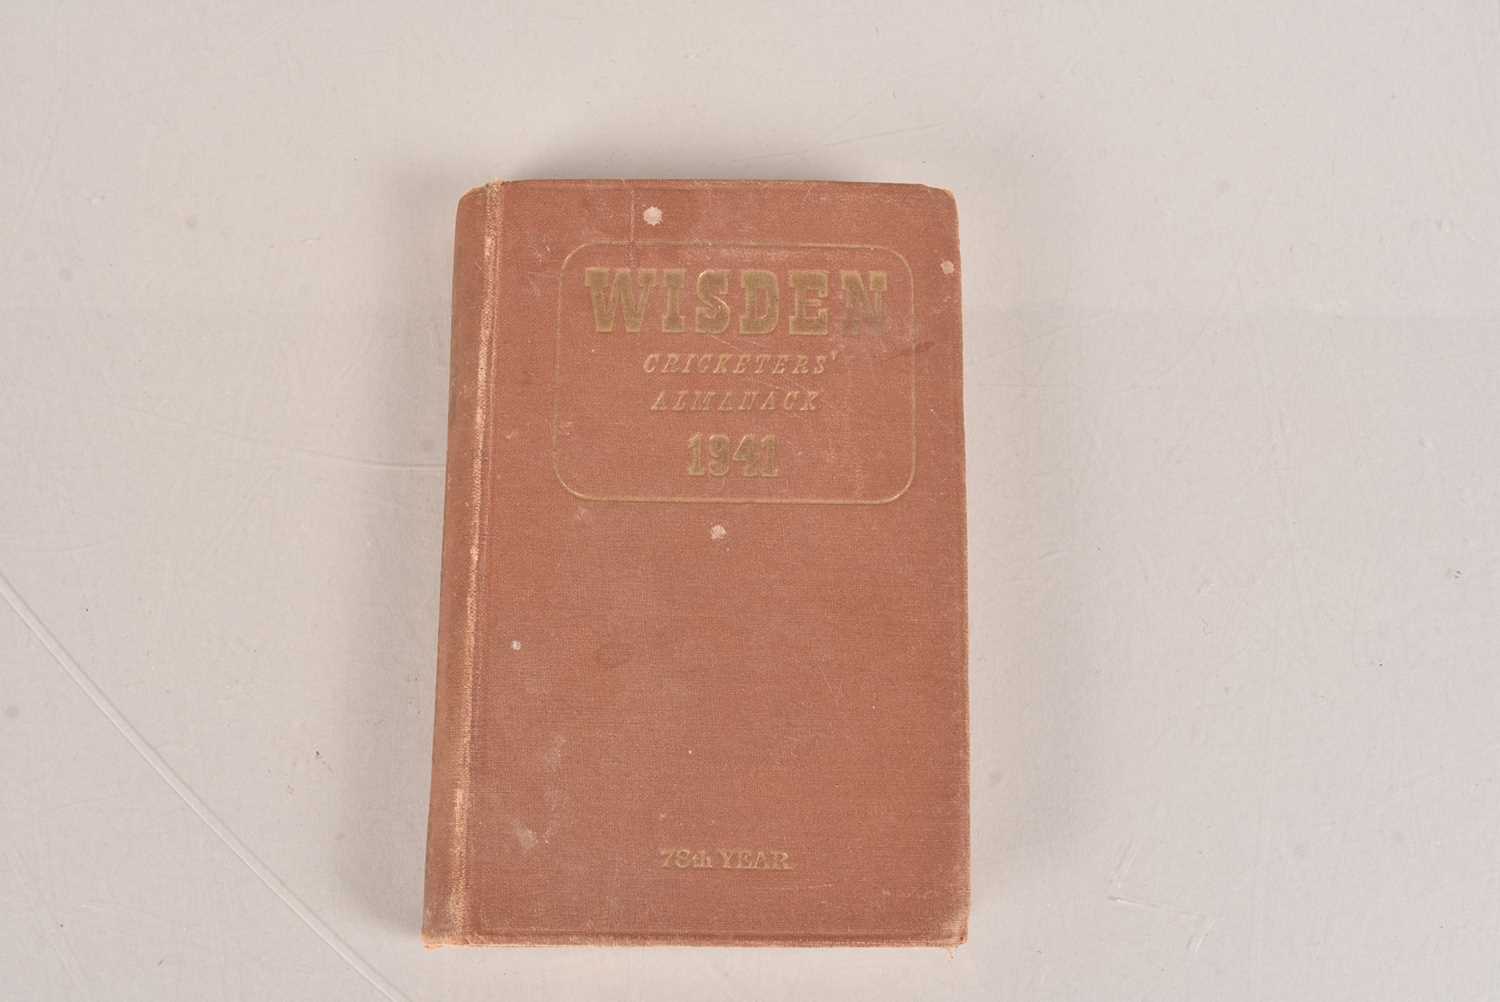 WISDEN
CRICKETERS'
ALMANACK
1941
78th YEAR